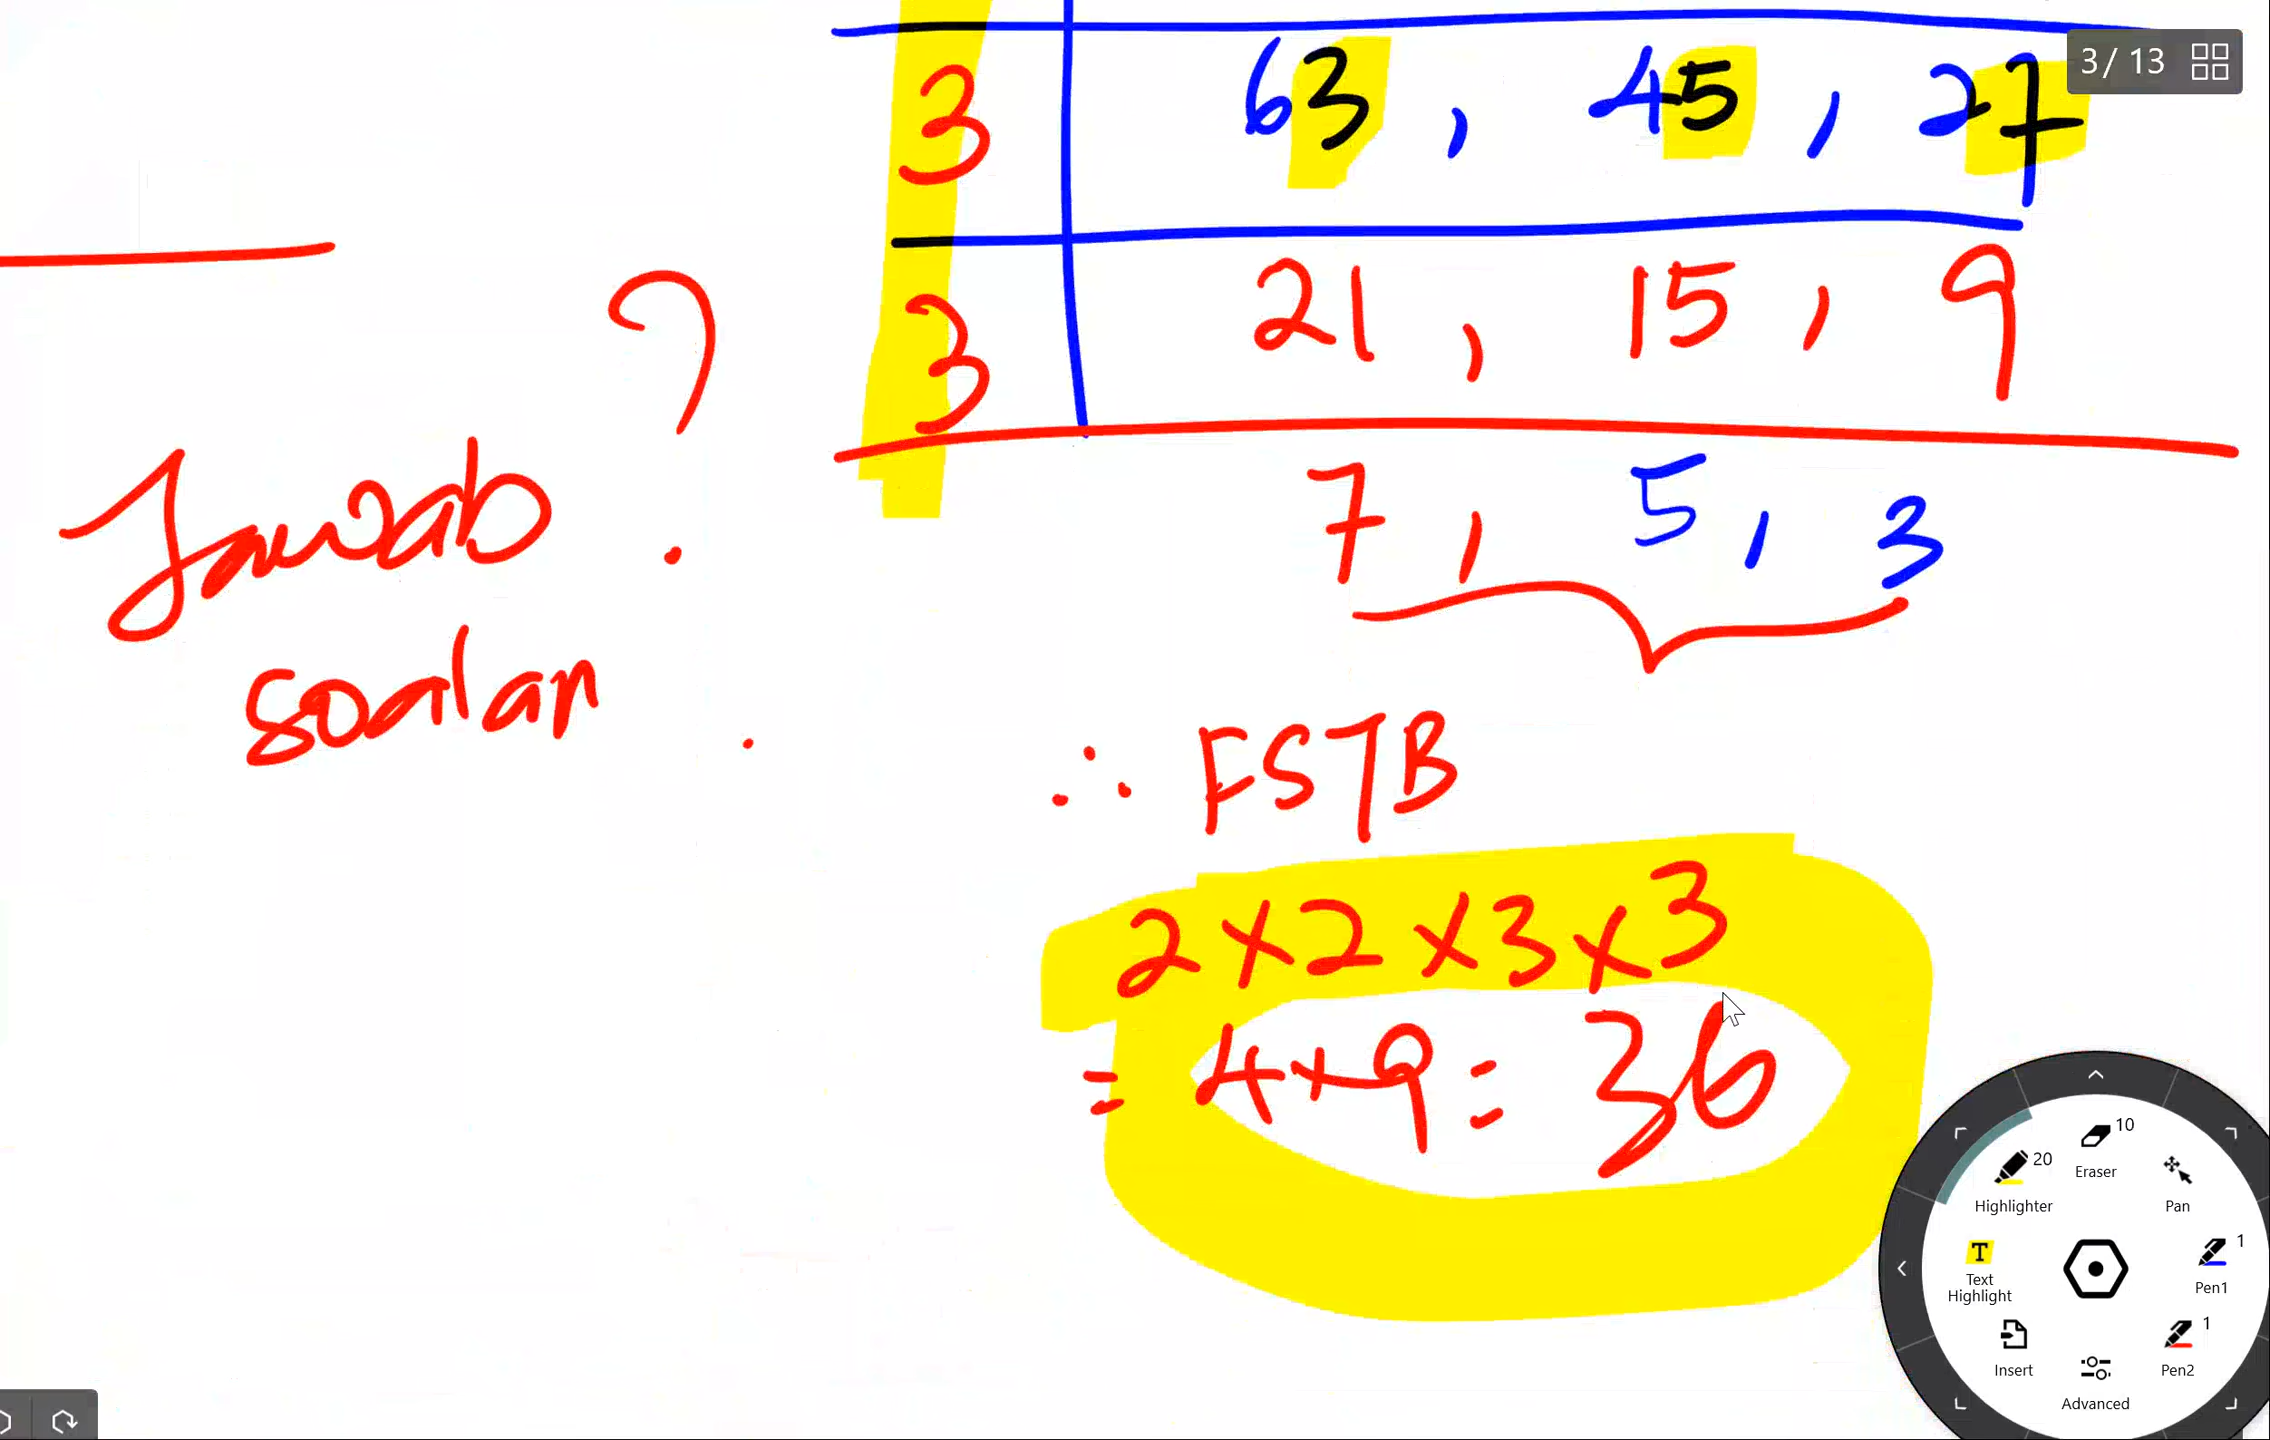 3 / 13
3 63 , 45 , 27
3 21 , 15 , 9
7 , 5 , 3
?
Jawab
soalan .
∴ FSTB
2 × 2 × 3 × 3
= 4 × 9 = 36
10
Eraser
20
Highlighter
Pan
T
Text
Highlight
1
Pen1
Insert
1
Pen2
Advanced